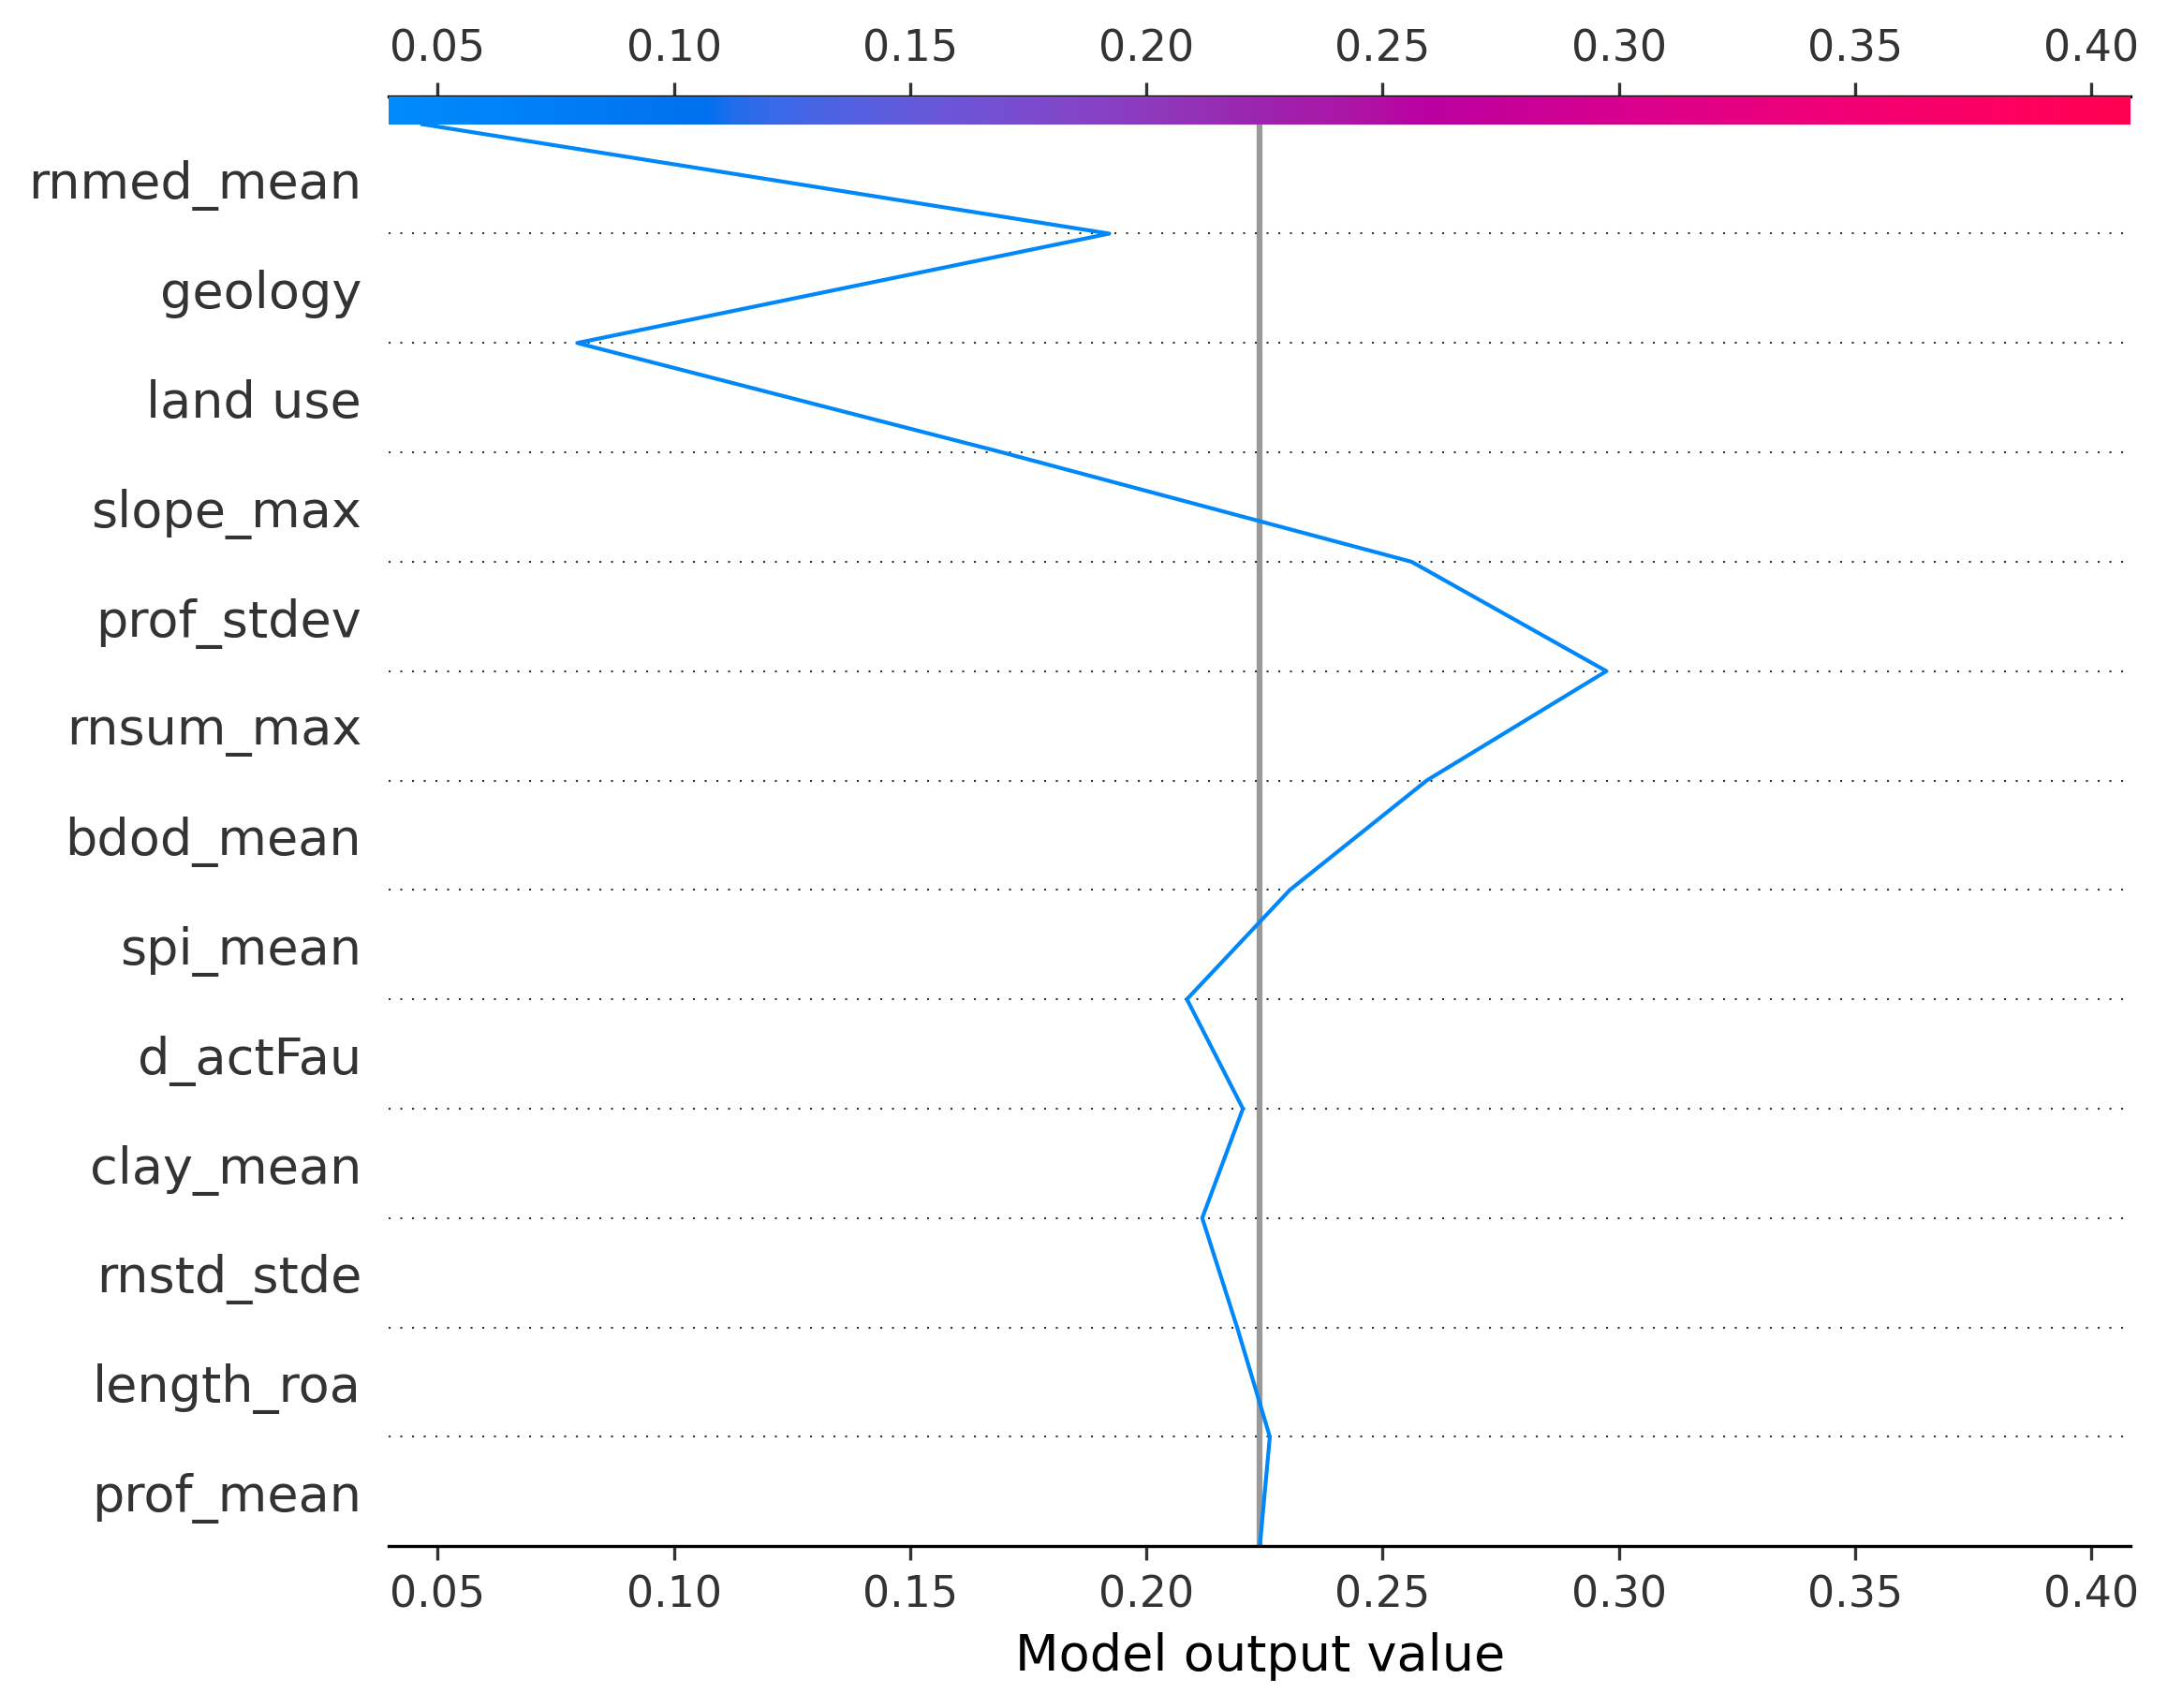 0.05 0.10 0.15 0.20 0.25 0.30 0.35 0.40
rnmed_mean
geology
land use
slope_max
prof_stdev
rnsum_max
bdod_mean
spi_mean
d_actFau
clay_mean
rnstd_stde
length_roa
prof_mean
0.05 0.10 0.15 0.20 0.25 0.30 0.35 0.40
Model output value